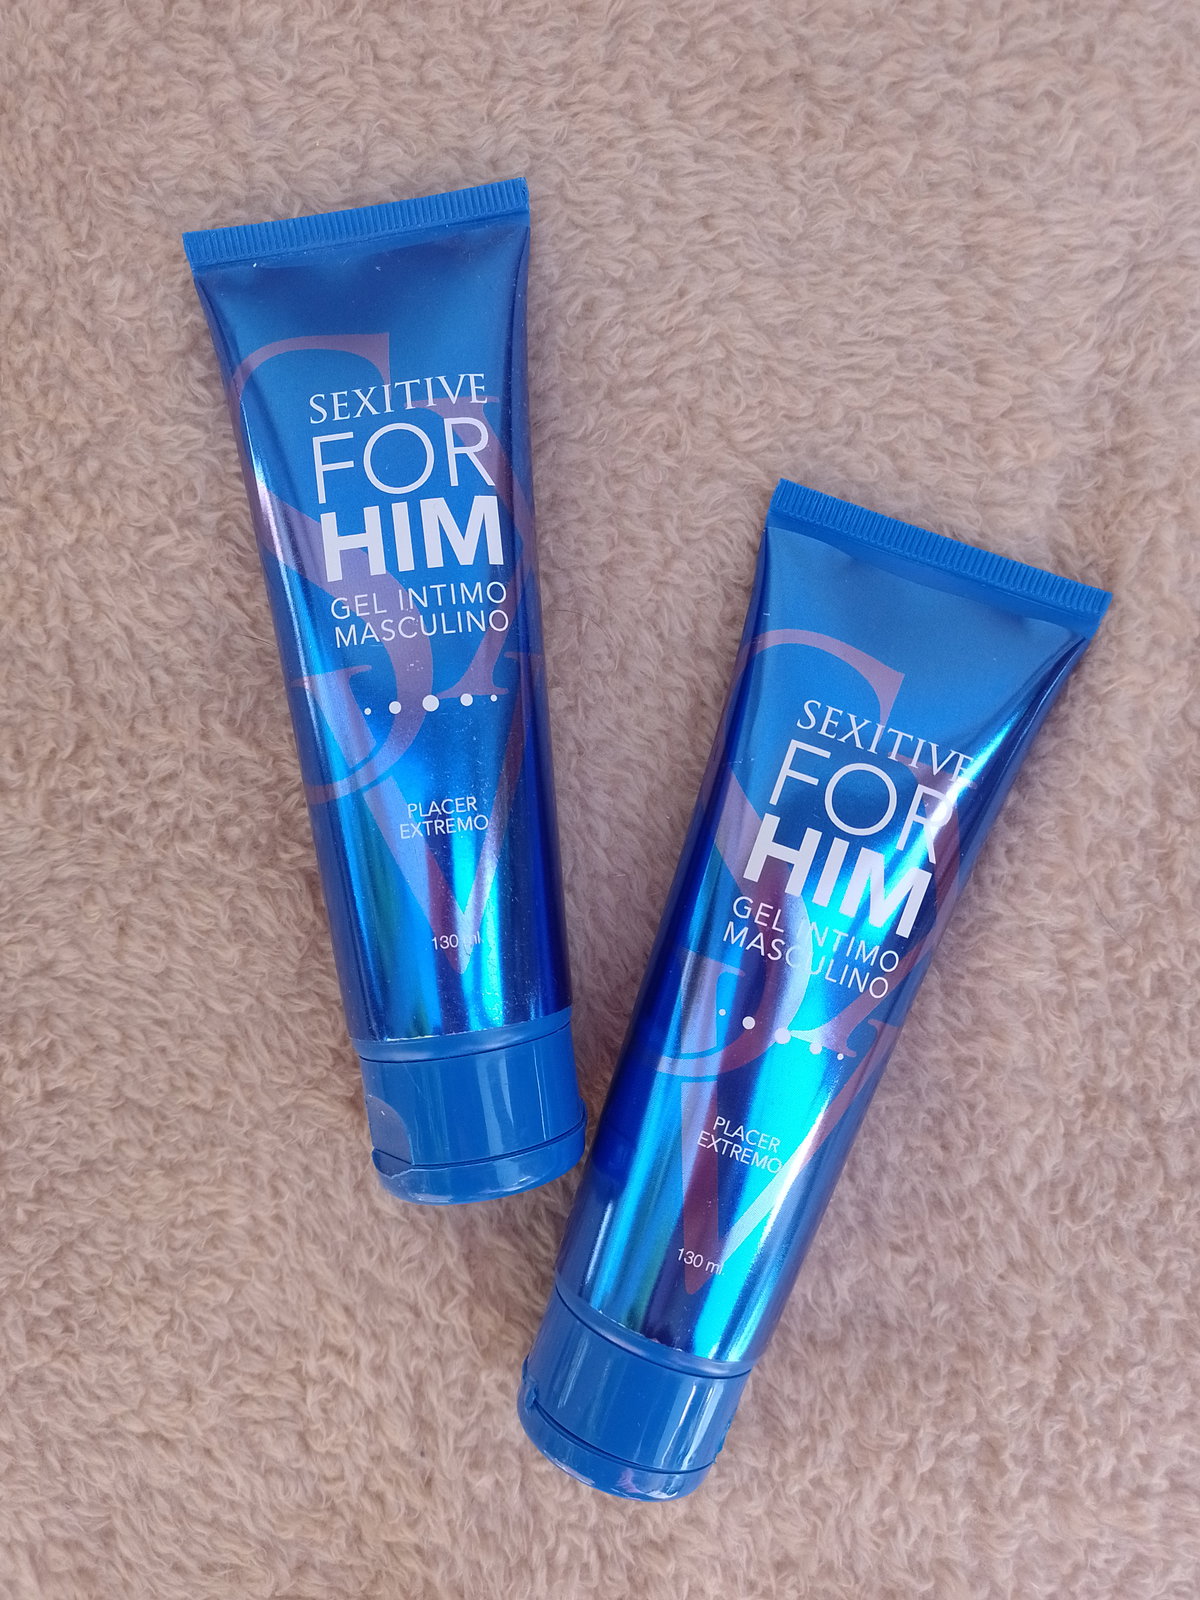 SEXITIVE
FOR
HIM
GEL INTIMO
MASCULINO
PLACER
EXTREMO
130 ml.
SEXITIVE
FOR
HIM
GEL INTIMO
MASCULINO
PLACER
EXTREMO
130 ml.